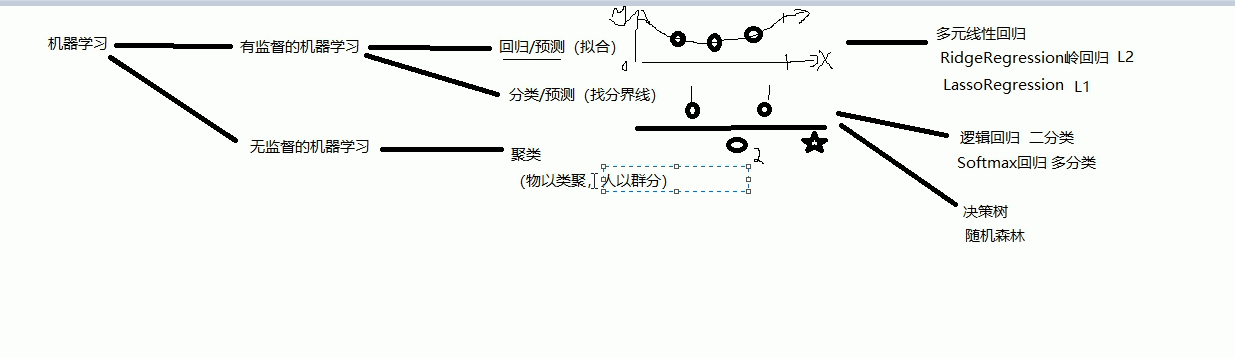 机器学习
有监督的机器学习
回归/预测（拟合）
y
0
X
多元线性回归
RidgeRegression岭回归 L2
LassoRegression L1
分类/预测（找分界线）
2
逻辑回归 二分类
Softmax回归 多分类
无监督的机器学习
聚类
（物以类聚，人以群分）
决策树
随机森林